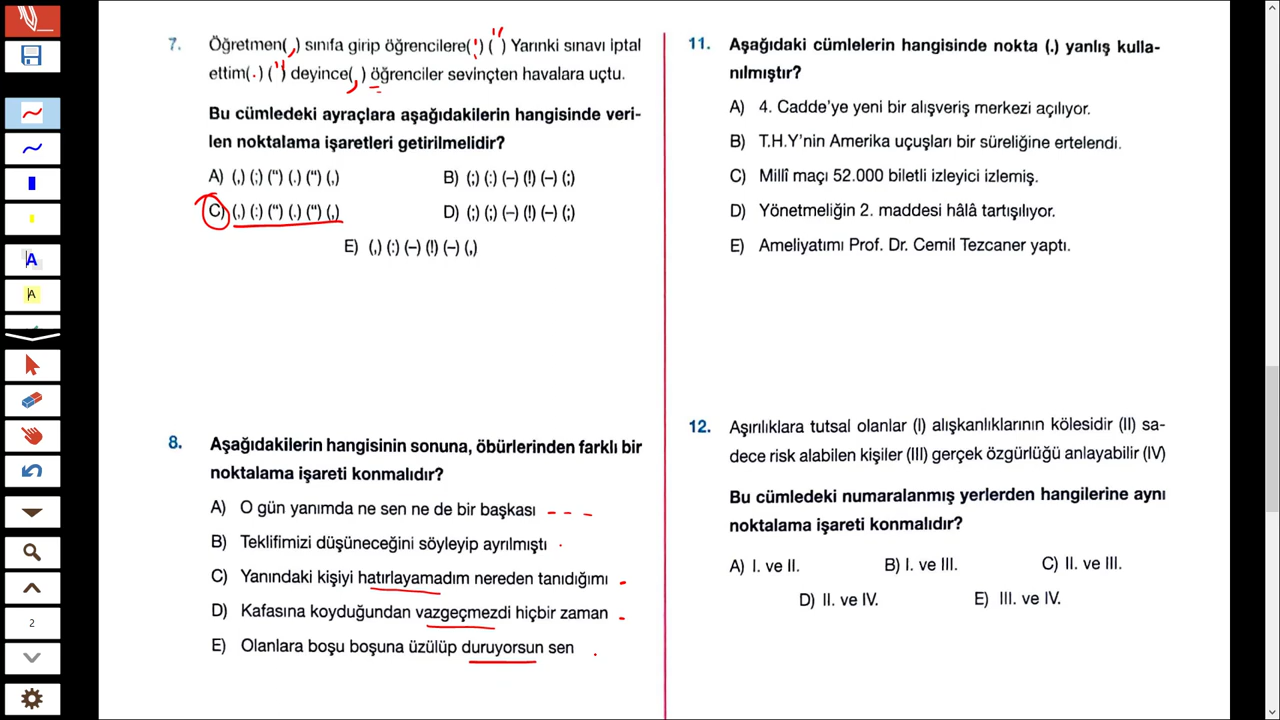 7. Öğretmen(,) sınıfa girip öğrencilere(:) (") Yarınki sınavı iptal
ettim(.) (") deyince(,) öğrenciler sevinçten havalara uçtu.
Bu cümledeki ayraçlara aşağıdakilerin hangisinde veri-
len noktalama işaretleri getirilmelidir?
A) (,) (:) (“) (.) (“) (,)
B) (;) (:) (–) (!) (–) (;)
C) (,) (:) (“) (.) (“) (,)
D) (;) (;) (–) (!) (–) (;)
E) (,) (:) (–) (!) (–) (,)
8. Aşağıdakilerin hangisinin sonuna, öbürlerinden farklı bir
noktalama işareti konmalıdır?
A) O gün yanımda ne sen ne de bir başkası - - -
B) Teklifimizi düşüneceğini söyleyip ayrılmıştı .
C) Yanındaki kişiyi hatırlayamadım nereden tanıdığımı .
D) Kafasına koyduğundan vazgeçmezdi hiçbir zaman .
E) Olanlara boşu boşuna üzülüp duruyorsun sen .
11. Aşağıdaki cümlelerin hangisinde nokta (.) yanlış kulla-
nılmıştır?
A) 4. Cadde’ye yeni bir alışveriş merkezi açılıyor.
B) T.H.Y’nin Amerika uçuşları bir süreliğine ertelendi.
C) Millî maçı 52.000 biletli izleyici izlemiş.
D) Yönetmeliğin 2. maddesi hâlâ tartışılıyor.
E) Ameliyatımı Prof. Dr. Cemil Tezcaner yaptı.
12. Aşırılıklara tutsal olanlar (I) alışkanlıklarının kölesidir (II) sa-
dece risk alabilen kişiler (III) gerçek özgürlüğü anlayabilir (IV)
Bu cümledeki numaralanmış yerlerden hangilerine aynı
noktalama işareti konmalıdır?
A) I. ve II.
B) I. ve III.
C) II. ve III.
D) II. ve IV.
E) III. ve IV.
A
A
2